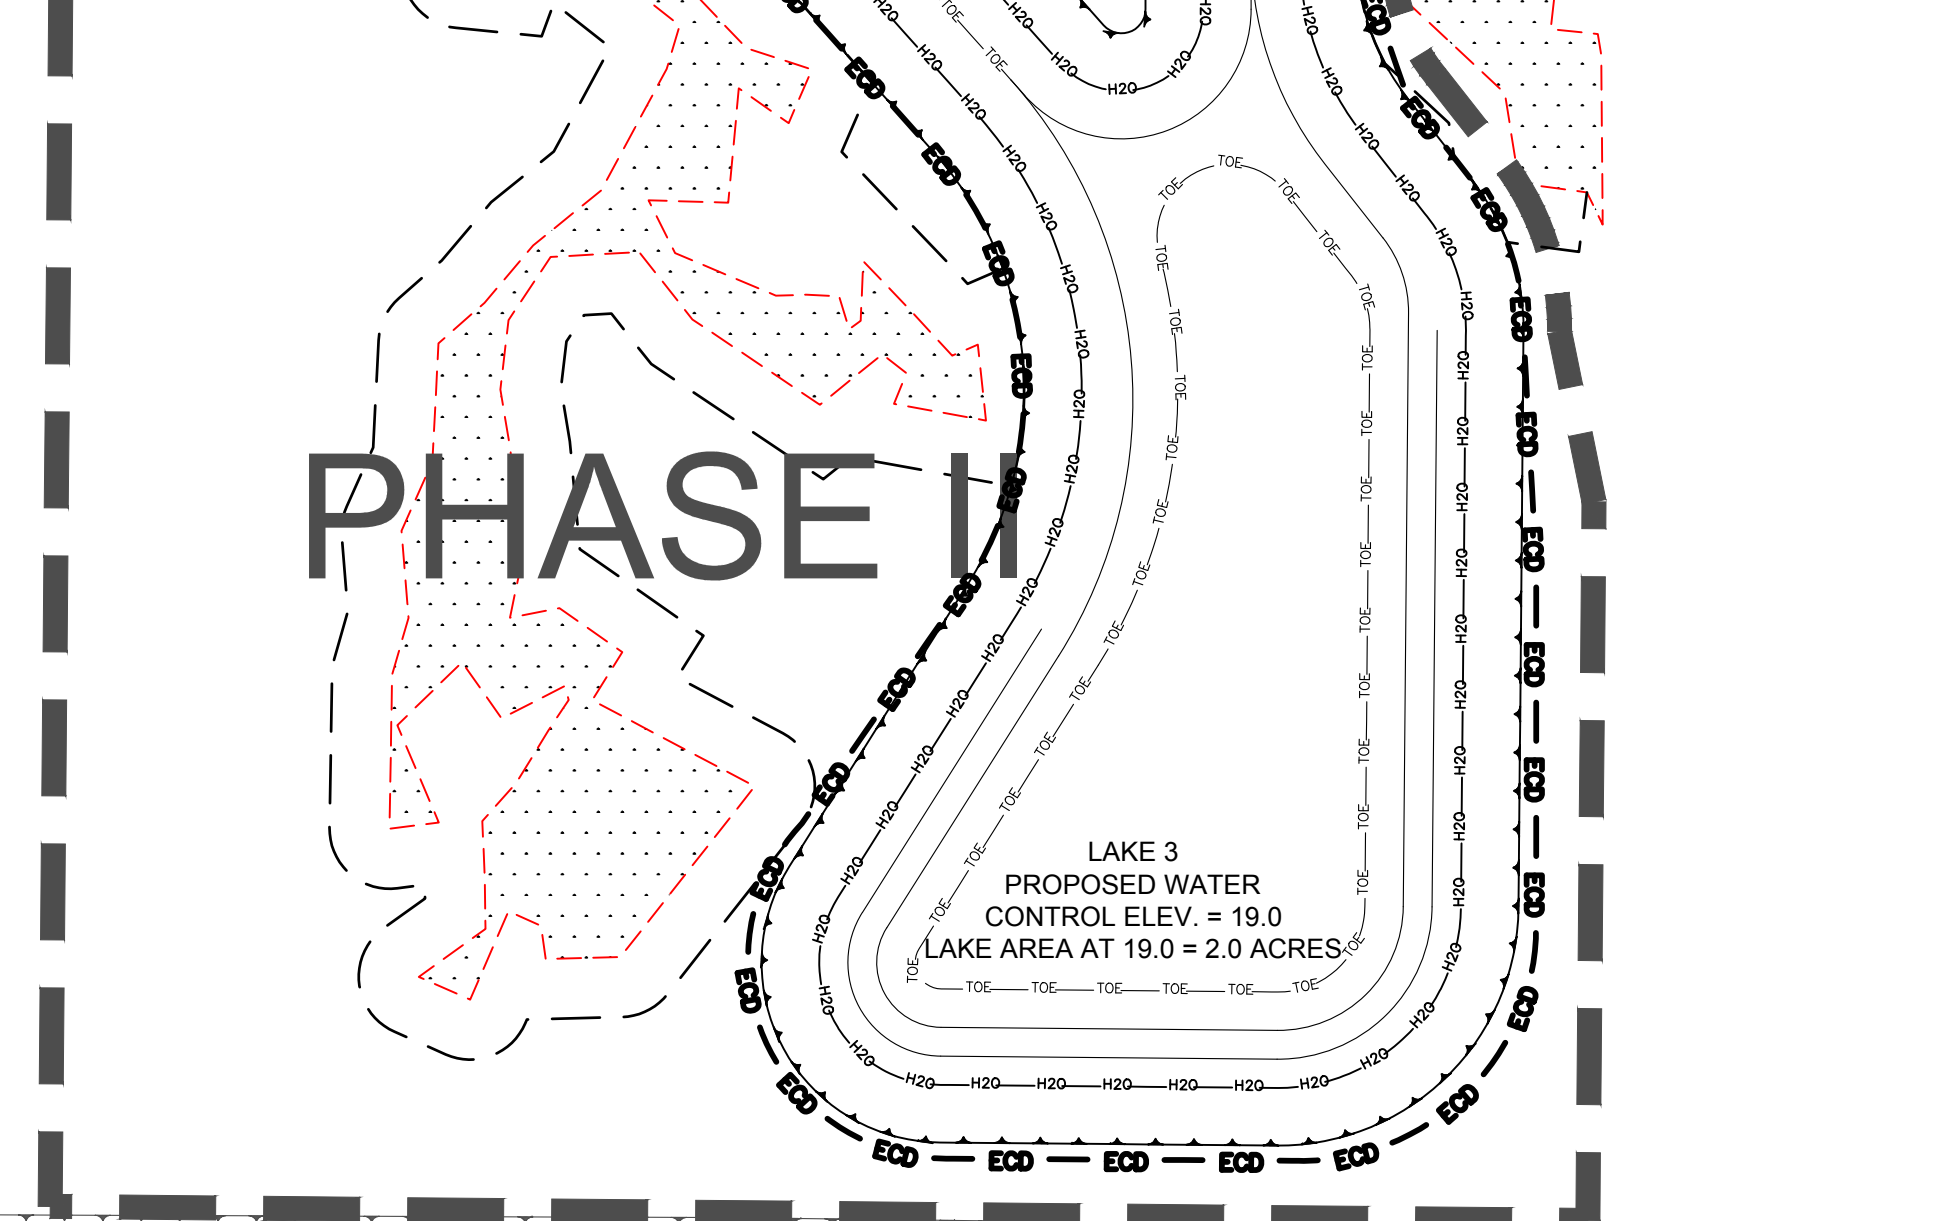 PHASE II
LAKE 3
PROPOSED WATER
CONTROL ELEV. = 19.0
LAKE AREA AT 19.0 = 2.0 ACRES
ECD
H2O
TOE